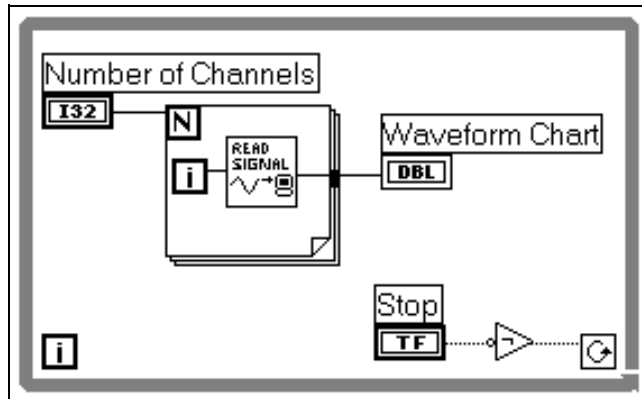 Number of Channels
I32
N
READ
SIGNAL
i
Waveform Chart
DBL
Stop
TF
i